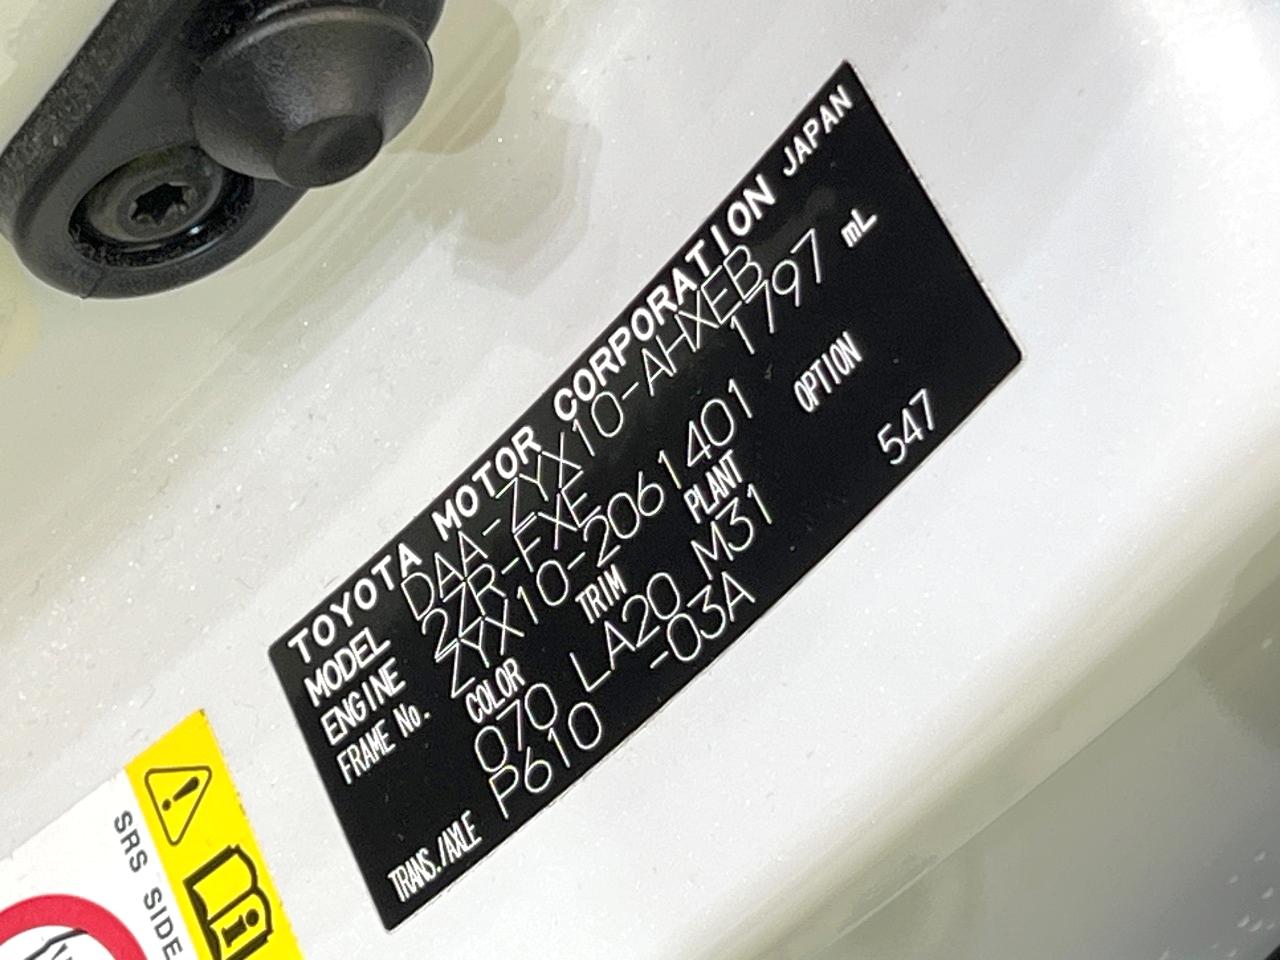 TOYOTA MOTOR CORPORATION JAPAN
MODEL DAA-ZYX10-AHXEB
ENGINE 2ZR-FXE 1797 mL
FRAME No. ZYX10-2061401
COLOR TRIM PLANT OPTION
070 LA20 M31 547
TRANS./AXLE P610 -03A
SRS SIDE